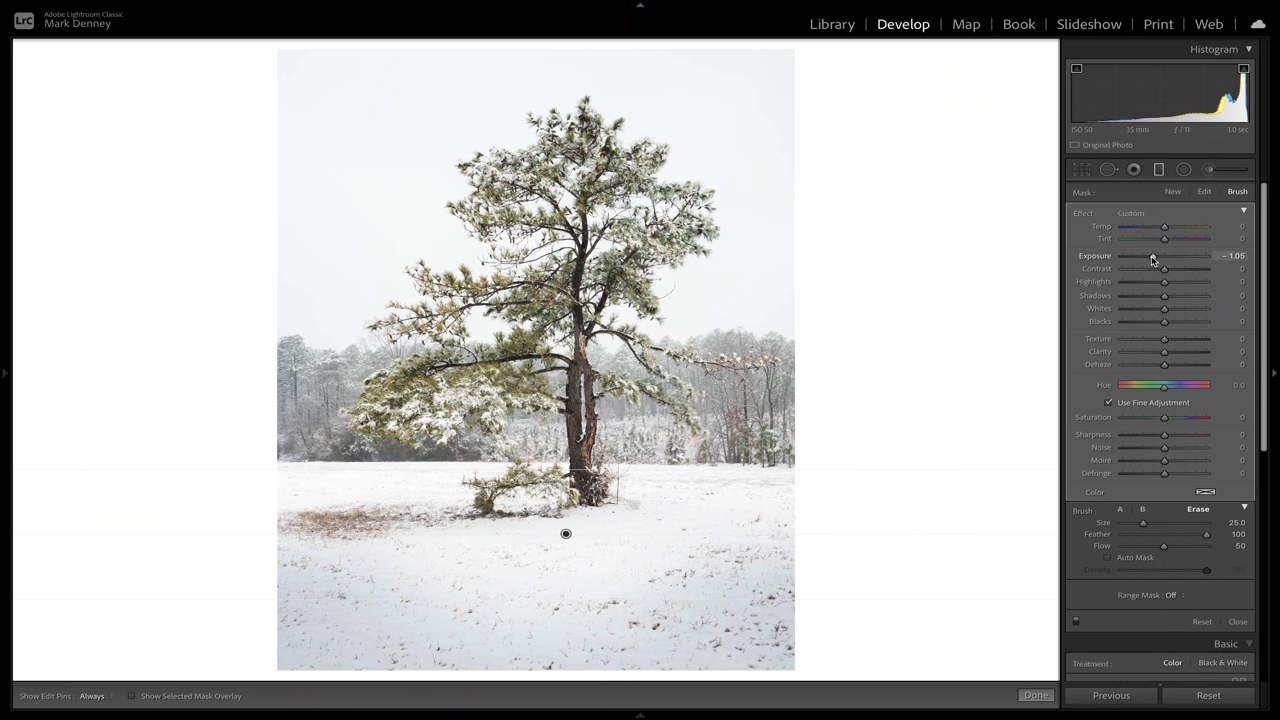 LrC
Adobe Lightroom Classic
Mark Denney
Library | Develop | Map | Book | Slideshow | Print | Web
Histogram
ISO 50 35 mm ƒ / 11 1.0 sec
Original Photo
Mask : New Edit Brush
Effect : Custom
Temp 0
Tint 0
Exposure – 1.05
Contrast 0
Highlights 0
Shadows 0
Whites 0
Blacks 0
Texture 0
Clarity 0
Dehaze 0
Hue 0.0
Use Fine Adjustment
Saturation 0
Sharpness 0
Noise 0
Moiré 0
Defringe 0
Color
Brush : A B Erase
Size 25.0
Feather 100
Flow 50
Auto Mask
Density
Range Mask : Off
Reset Close
Basic
Treatment : Color Black & White
Show Edit Pins : Always Show Selected Mask Overlay Done
Previous Reset